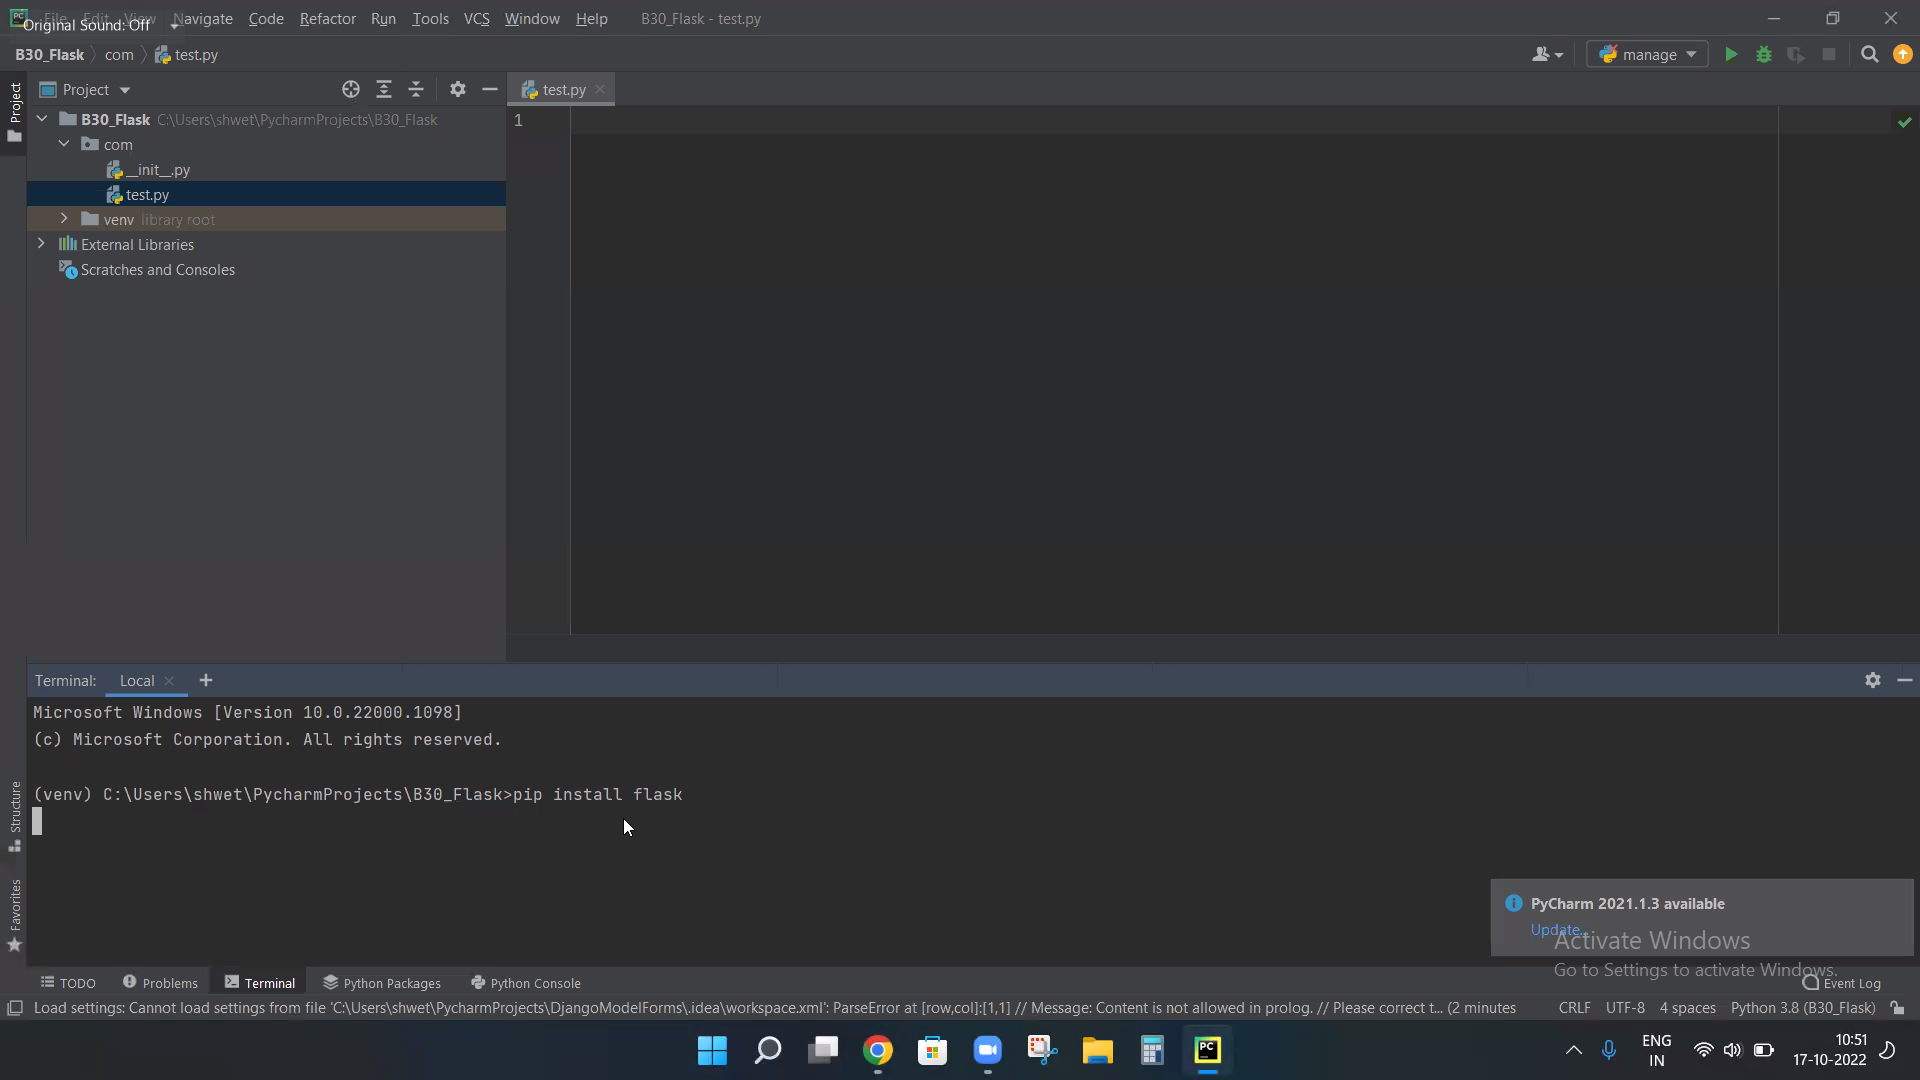 File Edit View Navigate Code Refactor Run Tools VCS Window Help B30_Flask - test.py
Original Sound: Off
B30_Flask com test.py manage
Project test.py
Project
B30_Flask C:\Users\shwet\PycharmProjects\B30_Flask
1
com
__init__.py
test.py
venv library root
External Libraries
Scratches and Consoles
Terminal: Local
Microsoft Windows [Version 10.0.22000.1098]
(c) Microsoft Corporation. All rights reserved.
(venv) C:\Users\shwet\PycharmProjects\B30_Flask>pip install flask
Structure
Favorites
PyCharm 2021.1.3 available
Update...
Activate Windows
Go to Settings to activate Windows.
TODO Problems Terminal Python Packages Python Console Event Log
Load settings: Cannot load settings from file 'C:\Users\shwet\PycharmProjects\DjangoModelForms\.idea\workspace.xml': ParseError at [row,col]:[1,1] // Message: Content is not allowed in prolog. // Please correct t... (2 minutes CRLF UTF-8 4 spaces Python 3.8 (B30_Flask)
PC
ENG 10:51
IN 17-10-2022